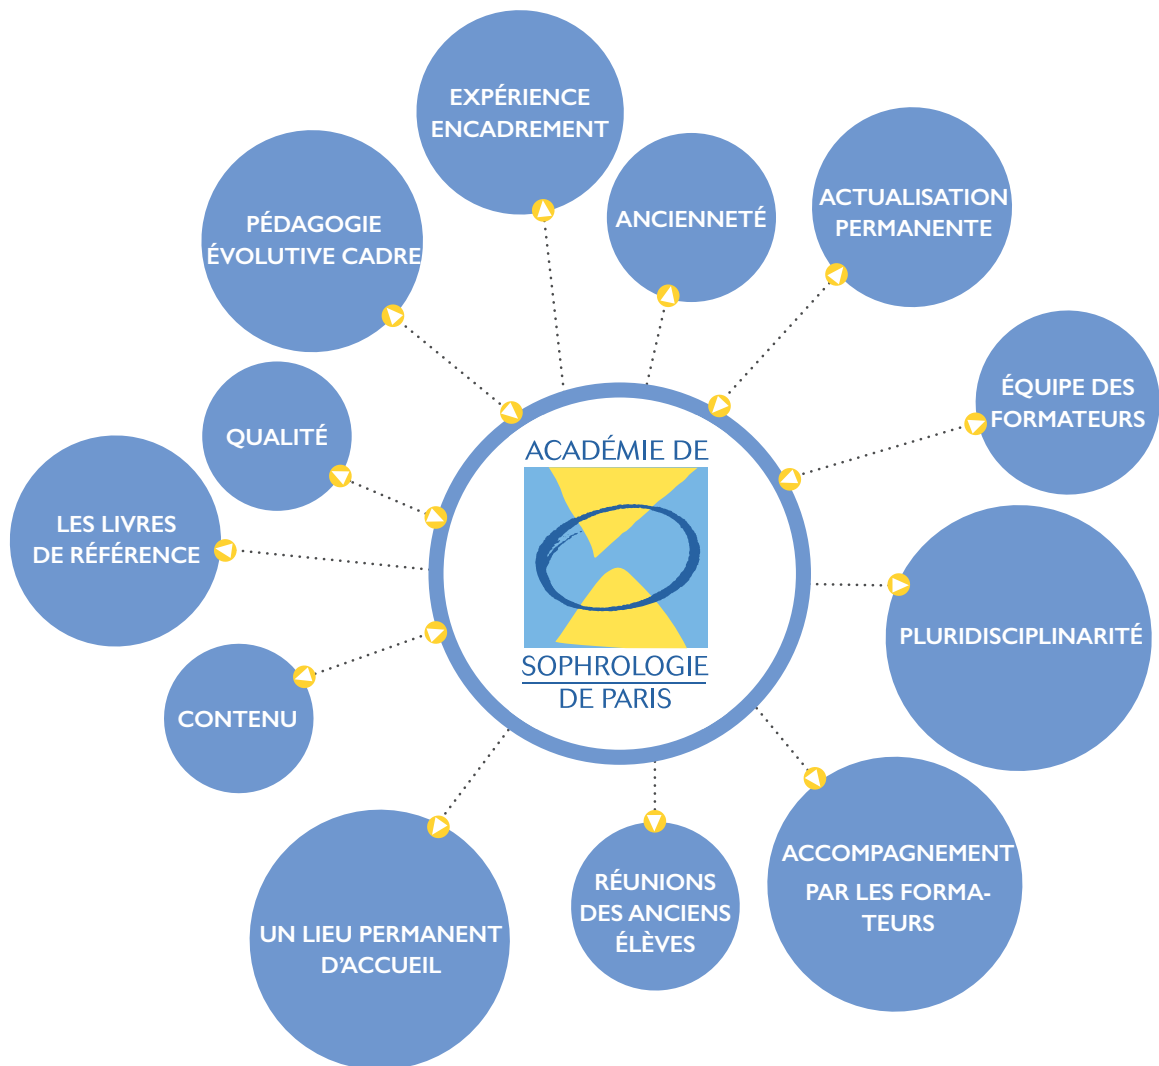 EXPÉRIENCE
ENCADREMENT
ANCIENNETÉ
ACTUALISATION
PERMANENTE
PÉDAGOGIE
ÉVOLUTIVE CADRE
ÉQUIPE DES
FORMATEURS
QUALITÉ
LES LIVRES
DE RÉFÉRENCE
ACADÉMIE DE
SOPHROLOGIE
DE PARIS
PLURIDISCIPLINARITÉ
CONTENU
UN LIEU PERMANENT
D'ACCUEIL
RÉUNIONS
DES ANCIENS
ÉLÈVES
ACCOMPAGNEMENT
PAR LES FORMA-
TEURS